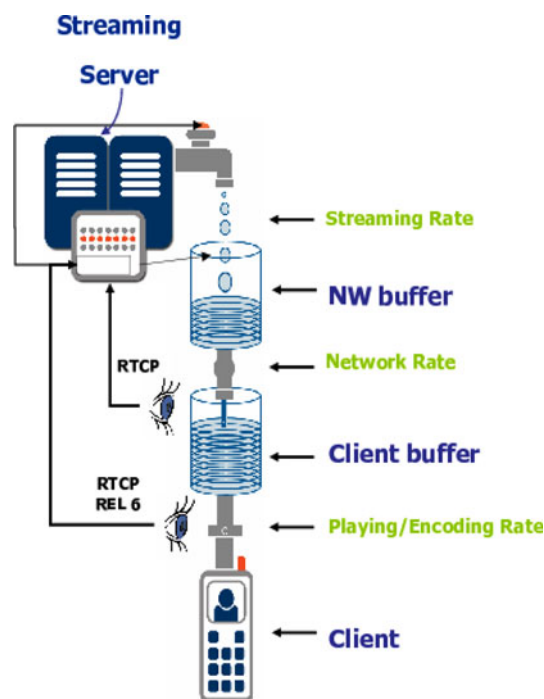 Streaming
Server
Streaming Rate
NW buffer
RTCP
Network Rate
Client buffer
RTCP
REL 6
Playing/Encoding Rate
Client